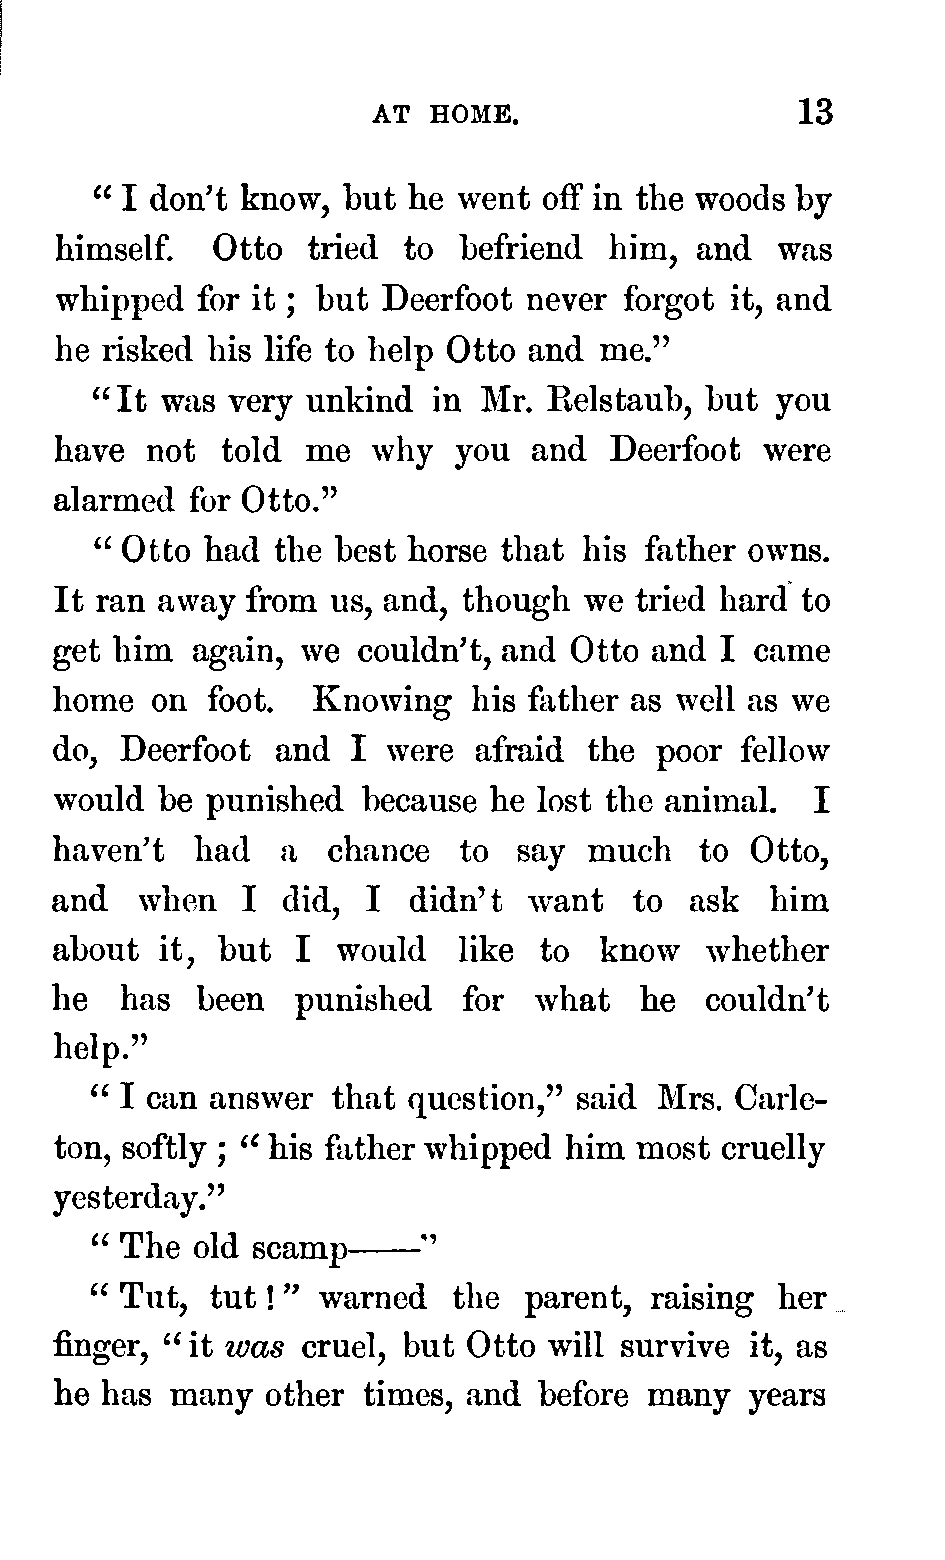 AT HOME. 13
“ I don’t know, but he went off in the woods by
himself. Otto tried to befriend him, and was
whipped for it ; but Deerfoot never forgot it, and
he risked his life to help Otto and me.”
“It was very unkind in Mr. Relstaub, but you
have not told me why you and Deerfoot were
alarmed for Otto.”
“ Otto had the best horse that his father owns.
It ran away from us, and, though we tried hard to
get him again, we couldn’t, and Otto and I came
home on foot. Knowing his father as well as we
do, Deerfoot and I were afraid the poor fellow
would be punished because he lost the animal. I
haven’t had a chance to say much to Otto,
and when I did, I didn’t want to ask him
about it, but I would like to know whether
he has been punished for what he couldn’t
help.”
“ I can answer that question,” said Mrs. Carle-
ton, softly ; “ his father whipped him most cruelly
yesterday.”
“ The old scamp——”
“ Tut, tut ! ” warned the parent, raising her
finger, “ it was cruel, but Otto will survive it, as
he has many other times, and before many years